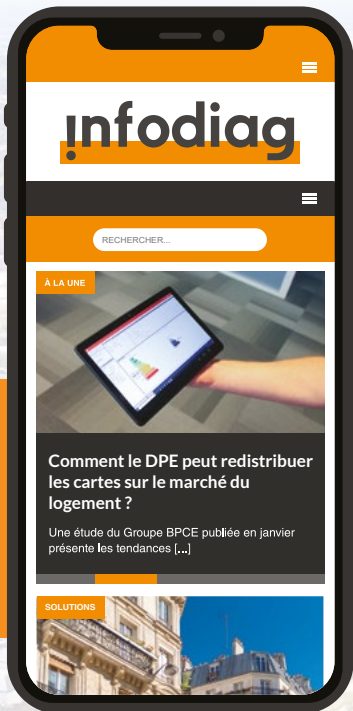 infodiag
RECHERCHER...
À LA UNE
Comment le DPE peut redistribuer
les cartes sur le marché du
logement ?
Une étude du Groupe BPCE publiée en janvier
présente les tendances [...]
SOLUTIONS